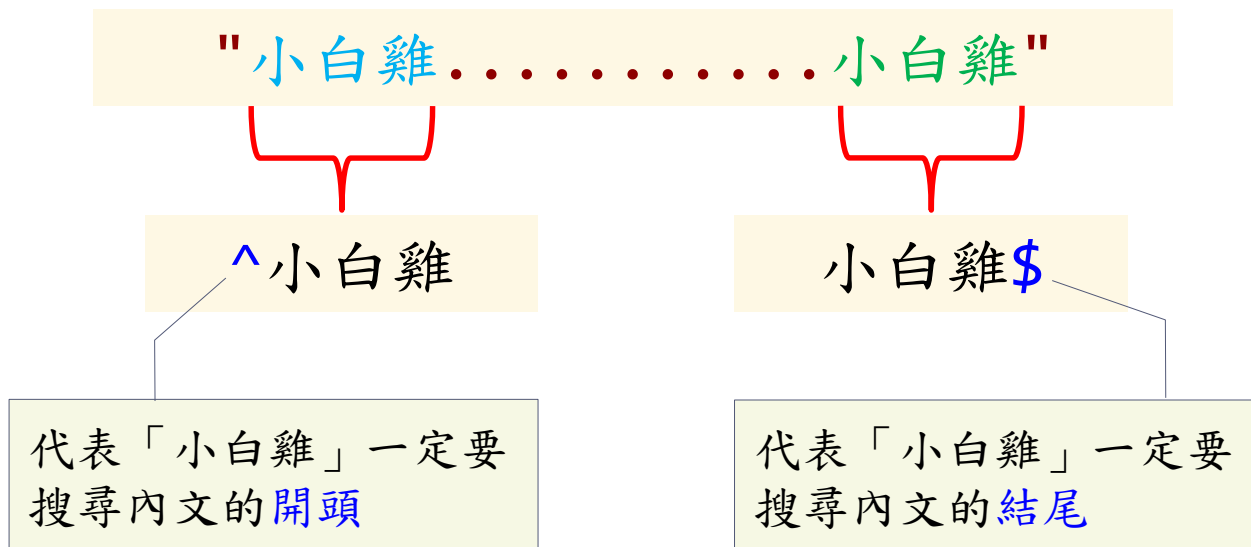 "小白雞............小白雞"
^小白雞
小白雞$
代表「小白雞」一定要
搜尋內文的開頭
代表「小白雞」一定要
搜尋內文的結尾